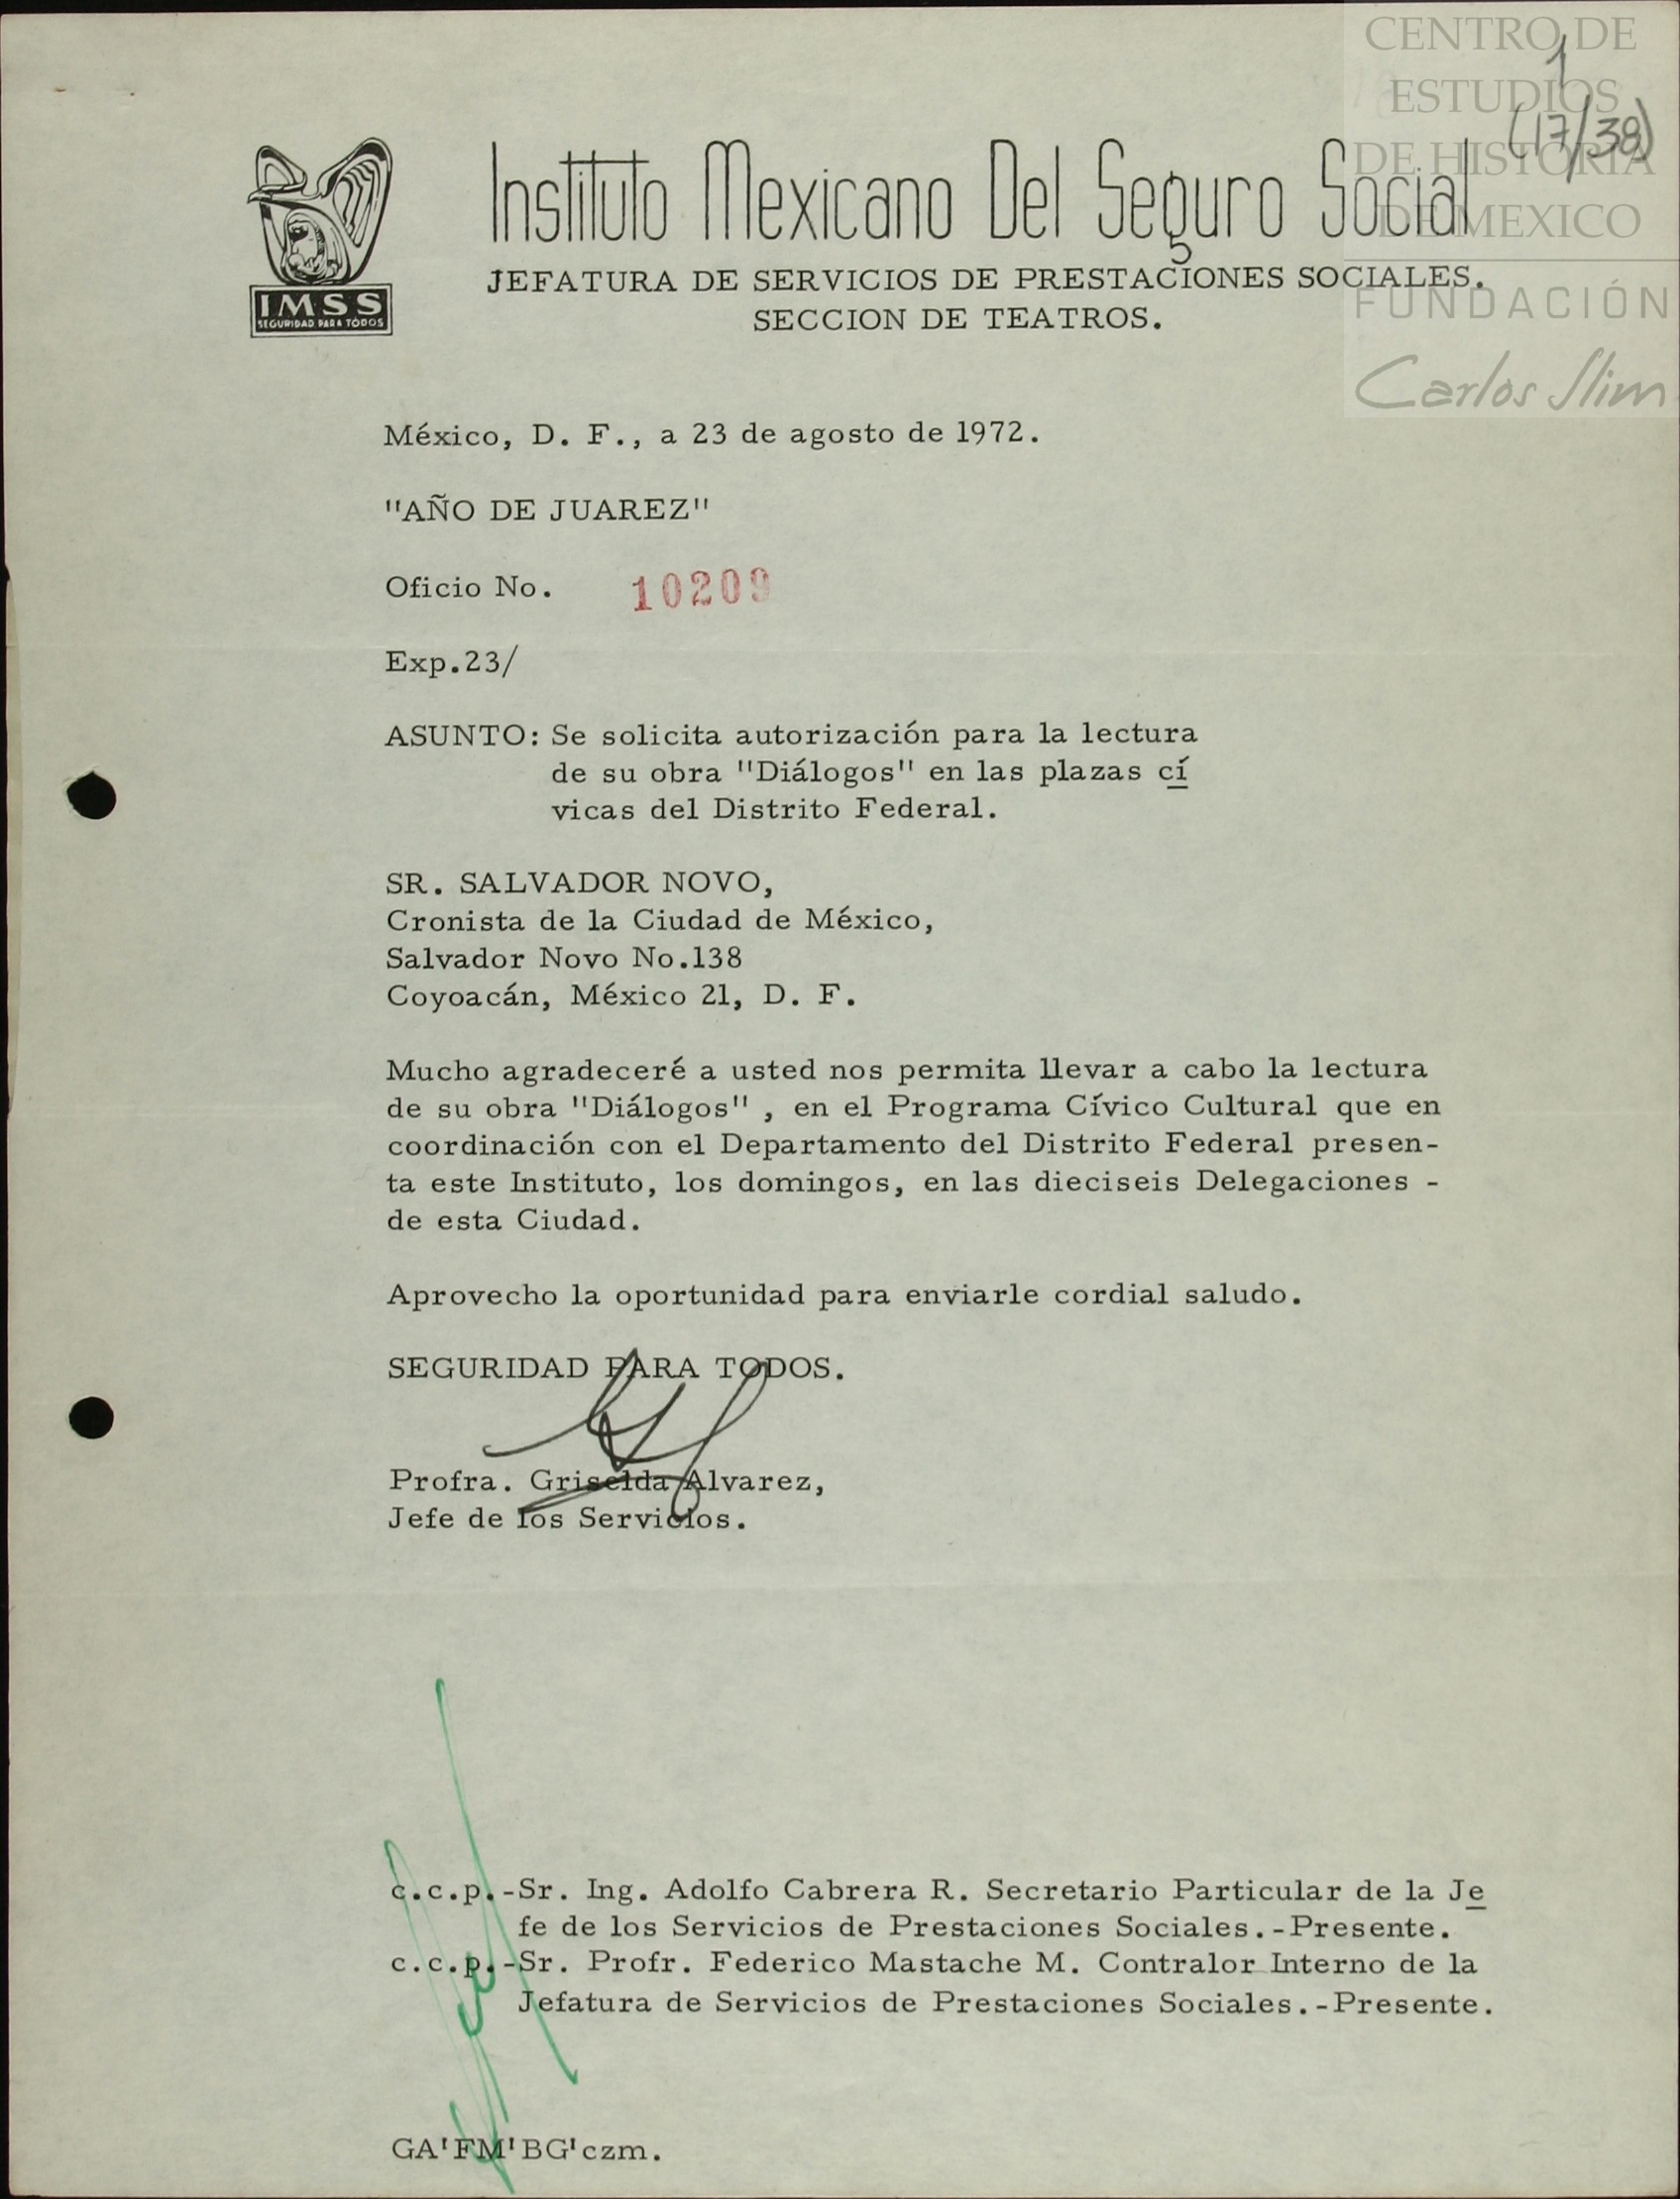 CENTRO DE
ESTUDIOS
DE HISTORIA
DE MEXICO
FUNDACIÓN
Carlos Slim
1
(17/38)
IMSS
SEGURIDAD PARA TODOS
Instituto Mexicano Del Seguro Social
JEFATURA DE SERVICIOS DE PRESTACIONES SOCIALES.
SECCION DE TEATROS.
México, D. F., a 23 de agosto de 1972.
"AÑO DE JUAREZ"
Oficio No. 10209
Exp.23/
ASUNTO: Se solicita autorización para la lectura
de su obra "Diálogos" en las plazas cí
vicas del Distrito Federal.
SR. SALVADOR NOVO,
Cronista de la Ciudad de México,
Salvador Novo No.138
Coyoacán, México 21, D. F.
Mucho agradeceré a usted nos permita llevar a cabo la lectura
de su obra "Diálogos" , en el Programa Cívico Cultural que en
coordinación con el Departamento del Distrito Federal presen-
ta este Instituto, los domingos, en las dieciseis Delegaciones -
de esta Ciudad.
Aprovecho la oportunidad para enviarle cordial saludo.
SEGURIDAD PARA TODOS.
Profra. Griselda Alvarez,
Jefe de los Servicios.
c.c.p.-Sr. Ing. Adolfo Cabrera R. Secretario Particular de la Je
fe de los Servicios de Prestaciones Sociales.-Presente.
c.c.p.-Sr. Profr. Federico Mastache M. Contralor Interno de la
Jefatura de Servicios de Prestaciones Sociales.-Presente.
GA'FM'BG'czm.